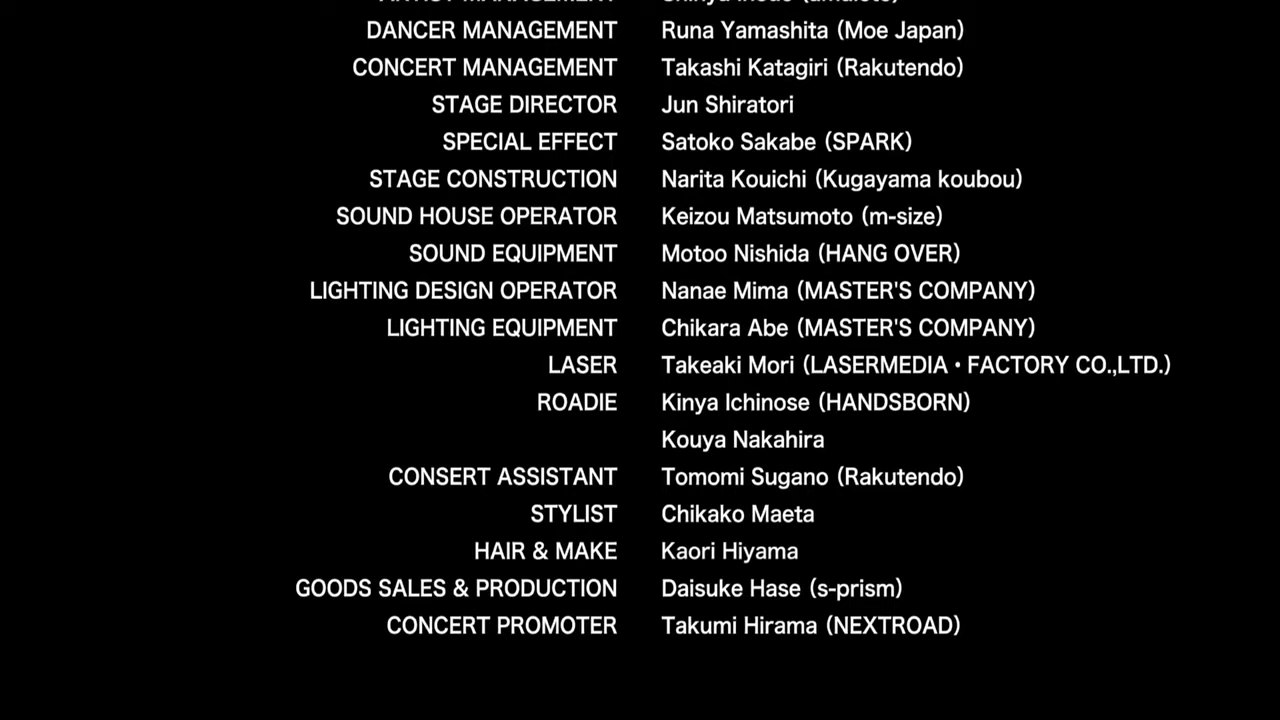 DANCER MANAGEMENT Runa Yamashita (Moe Japan)
CONCERT MANAGEMENT Takashi Katagiri (Rakutendo)
STAGE DIRECTOR Jun Shiratori
SPECIAL EFFECT Satoko Sakabe (SPARK)
STAGE CONSTRUCTION Narita Kouichi (Kugayama koubou)
SOUND HOUSE OPERATOR Keizou Matsumoto (m-size)
SOUND EQUIPMENT Motoo Nishida (HANG OVER)
LIGHTING DESIGN OPERATOR Nanae Mima (MASTER'S COMPANY)
LIGHTING EQUIPMENT Chikara Abe (MASTER'S COMPANY)
LASER Takeaki Mori (LASERMEDIA・FACTORY CO.,LTD.)
ROADIE Kinya Ichinose (HANDSBORN)
Kouya Nakahira
CONSERT ASSISTANT Tomomi Sugano (Rakutendo)
STYLIST Chikako Maeta
HAIR & MAKE Kaori Hiyama
GOODS SALES & PRODUCTION Daisuke Hase (s-prism)
CONCERT PROMOTER Takumi Hirama (NEXTROAD)